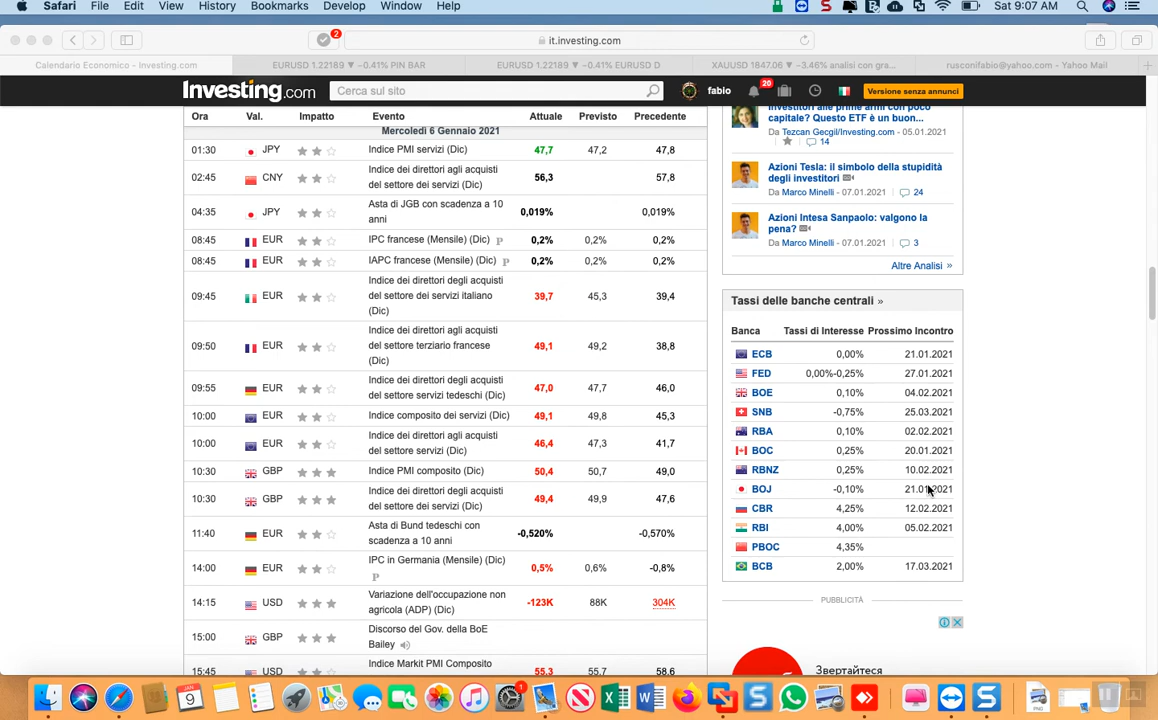 Safari File Edit View History Bookmarks Develop Window Help Sat 9:07 AM
2 it.investing.com
Calendario Economico - Investing.com EURUSD 1.22189 ▼ −0.41% PIN BAR EURUSD 1.22189 ▼ −0.41% EURUSD D XAUUSD 1847.06 ▼ −3.46% analisi con gra... rusconifabio@yahoo.com - Yahoo Mail
Investing.com Cerca sul sito fabio 20 Versione senza annunci
Ora Val. Impatto Evento Attuale Previsto Precedente
Mercoledì 6 Gennaio 2021
01:30 JPY Indice PMI servizi (Dic) 47,7 47,2 47,8
02:45 CNY Indice dei direttori agli acquisti
del settore dei servizi (Dic) 56,3 57,8
04:35 JPY Asta di JGB con scadenza a 10
anni 0,019% 0,019%
08:45 EUR IPC francese (Mensile) (Dic) P 0,2% 0,2% 0,2%
08:45 EUR IAPC francese (Mensile) (Dic) P 0,2% 0,2% 0,2%
09:45 EUR Indice dei direttori degli acquisti
del settore dei servizi italiano
(Dic) 39,7 45,3 39,4
09:50 EUR Indice dei direttori agli acquisti
del settore terziario francese
(Dic) 49,1 49,2 38,8
09:55 EUR Indice dei direttori degli acquisti
del settore servizi tedeschi (Dic) 47,0 47,7 46,0
10:00 EUR Indice composito dei servizi (Dic) 49,1 49,8 45,3
10:00 EUR Indice dei direttori agli acquisti
del settore servizi (Dic) 46,4 47,3 41,7
10:30 GBP Indice PMI composito (Dic) 50,4 50,7 49,0
10:30 GBP Indice dei direttori degli acquisti
del settore dei servizi (Dic) 49,4 49,9 47,6
11:40 EUR Asta di Bund tedeschi con
scadenza a 10 anni -0,520% -0,570%
14:00 EUR IPC in Germania (Mensile) (Dic)
P 0,5% 0,6% -0,8%
14:15 USD Variazione dell'occupazione non
agricola (ADP) (Dic) -123K 88K 304K
15:00 GBP Discorso del Gov. della BoE
Bailey
15:45 USD Indice Markit PMI Composito 55,3 55,7 58,6
Investitori alle prime armi con poco
capitale? Questo ETF è un buon...
Da Tezcan Gecgil/Investing.com - 05.01.2021
14
Azioni Tesla: il simbolo della stupidità
degli investitori
Da Marco Minelli - 07.01.2021 24
Azioni Intesa Sanpaolo: valgono la
pena?
Da Marco Minelli - 07.01.2021 3
Altre Analisi »
Tassi delle banche centrali »
Banca Tassi di Interesse Prossimo Incontro
ECB 0,00% 21.01.2021
FED 0,00%-0,25% 27.01.2021
BOE 0,10% 04.02.2021
SNB -0,75% 25.03.2021
RBA 0,10% 02.02.2021
BOC 0,25% 20.01.2021
RBNZ 0,25% 10.02.2021
BOJ -0,10% 21.01.2021
CBR 4,25% 12.02.2021
RBI 4,00% 05.02.2021
PBOC 4,35%
BCB 2,00% 17.03.2021
PUBBLICITÀ
Звертайтеся